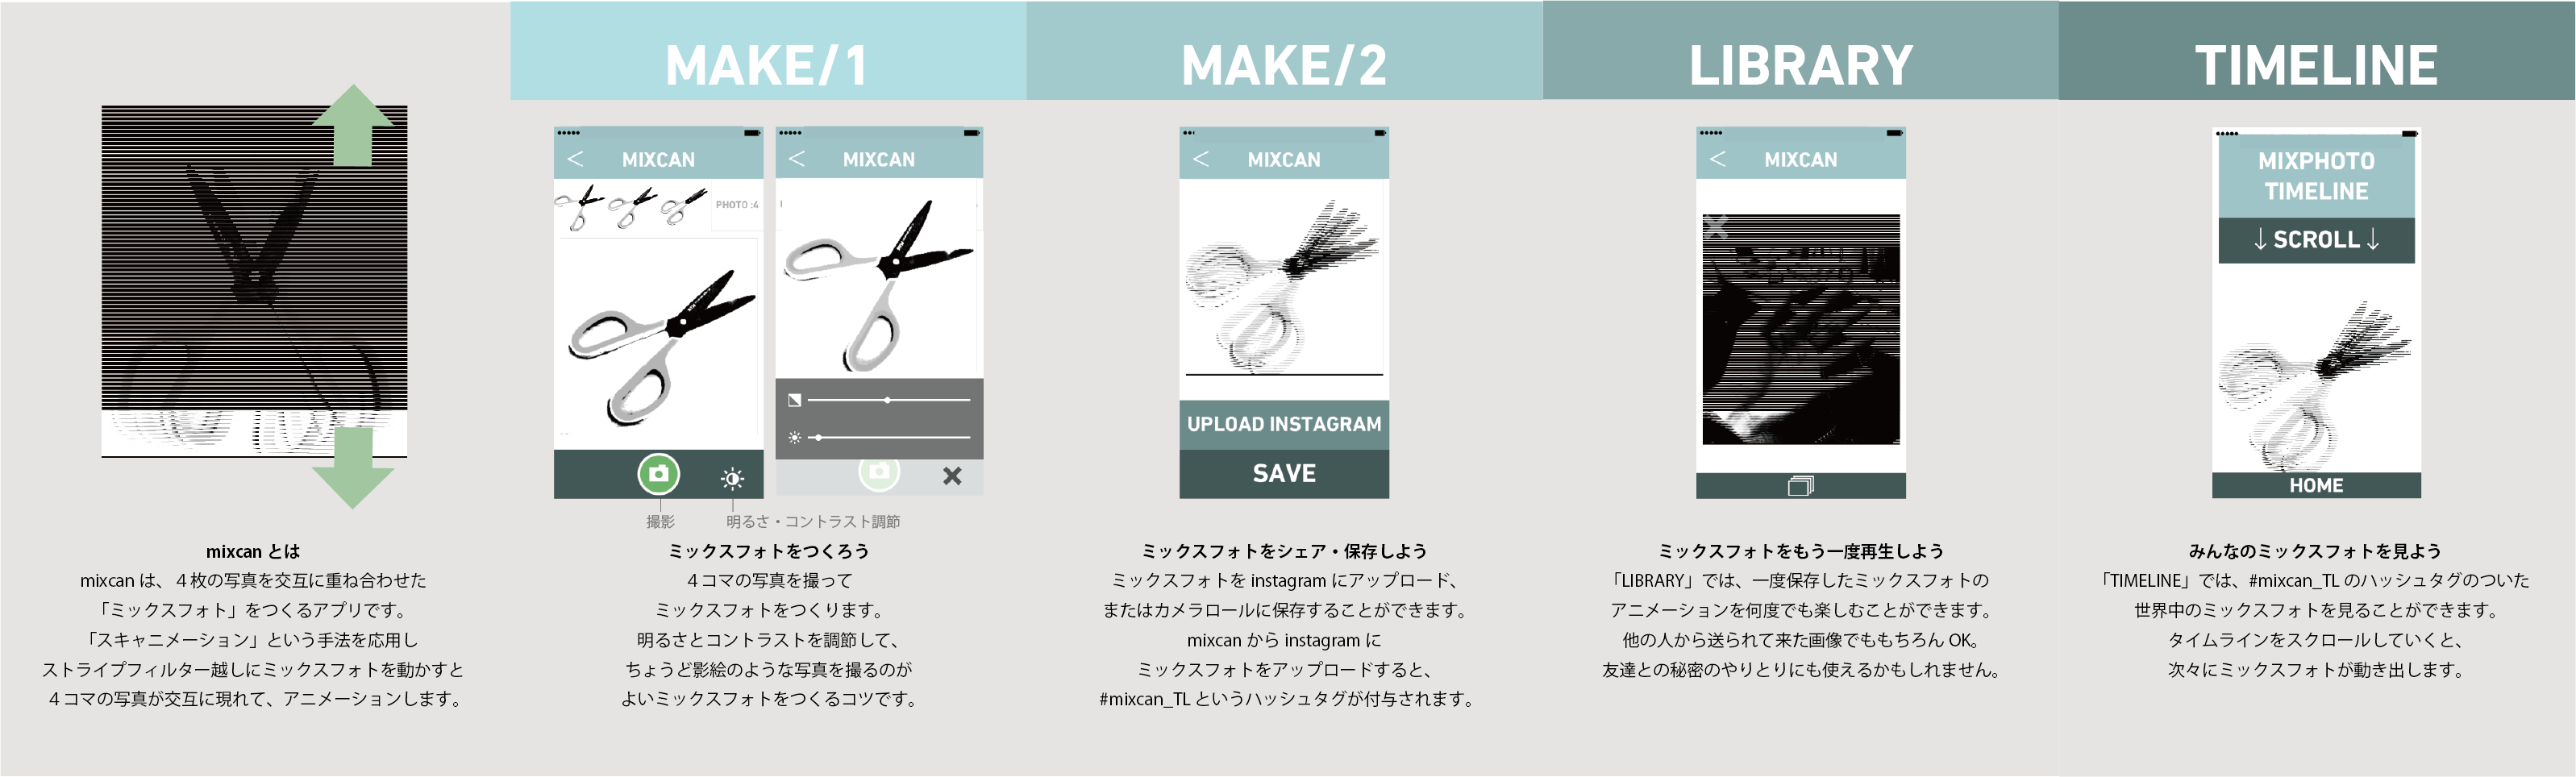 MAKE/1
MAKE/2
LIBRARY
TIMELINE
mixcan とは
mixcan は、４枚の写真を交互に重ね合わせた
「ミックスフォト」をつくるアプリです。
「スキャニメーション」という手法を応用し
ストライプフィルター越しにミックスフォトを動かすと
４コマの写真が交互に現れて、アニメーションします。
MIXCAN
PHOTO :4
MIXCAN
撮影
明るさ・コントラスト調節
ミックスフォトをつくろう
４コマの写真を撮って
ミックスフォトをつくります。
明るさとコントラストを調節して、
ちょうど影絵のような写真を撮るのが
よいミックスフォトをつくるコツです。
MIXCAN
UPLOAD INSTAGRAM
SAVE
ミックスフォトをシェア・保存しよう
ミックスフォトを instagram にアップロード、
またはカメラロールに保存することができます。
mixcan から instagram に
ミックスフォトをアップロードすると、
#mixcan_TL というハッシュタグが付与されます。
MIXCAN
ミックスフォトをもう一度再生しよう
「LIBRARY」では、一度保存したミックスフォトの
アニメーションを何度でも楽しむことができます。
他の人から送られて来た画像でももちろん OK。
友達との秘密のやりとりにも使えるかもしれません。
MIXPHOTO
TIMELINE
↓ SCROLL ↓
HOME
みんなのミックスフォトを見よう
「TIMELINE」では、#mixcan_TL のハッシュタグのついた
世界中のミックスフォトを見ることができます。
タイムラインをスクロールしていくと、
次々にミックスフォトが動き出します。